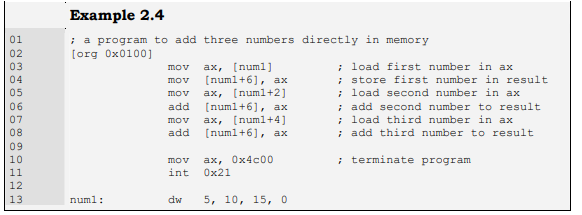 Example 2.4
01 ; a program to add three numbers directly in memory
02 [org 0x0100]
03 mov ax, [num1] ; load first number in ax
04 mov [num1+6], ax ; store first number in result
05 mov ax, [num1+2] ; load second number in ax
06 add [num1+6], ax ; add second number to result
07 mov ax, [num1+4] ; load third number in ax
08 add [num1+6], ax ; add third number to result
09
10 mov ax, 0x4c00 ; terminate program
11 int 0x21
12
13 num1: dw 5, 10, 15, 0